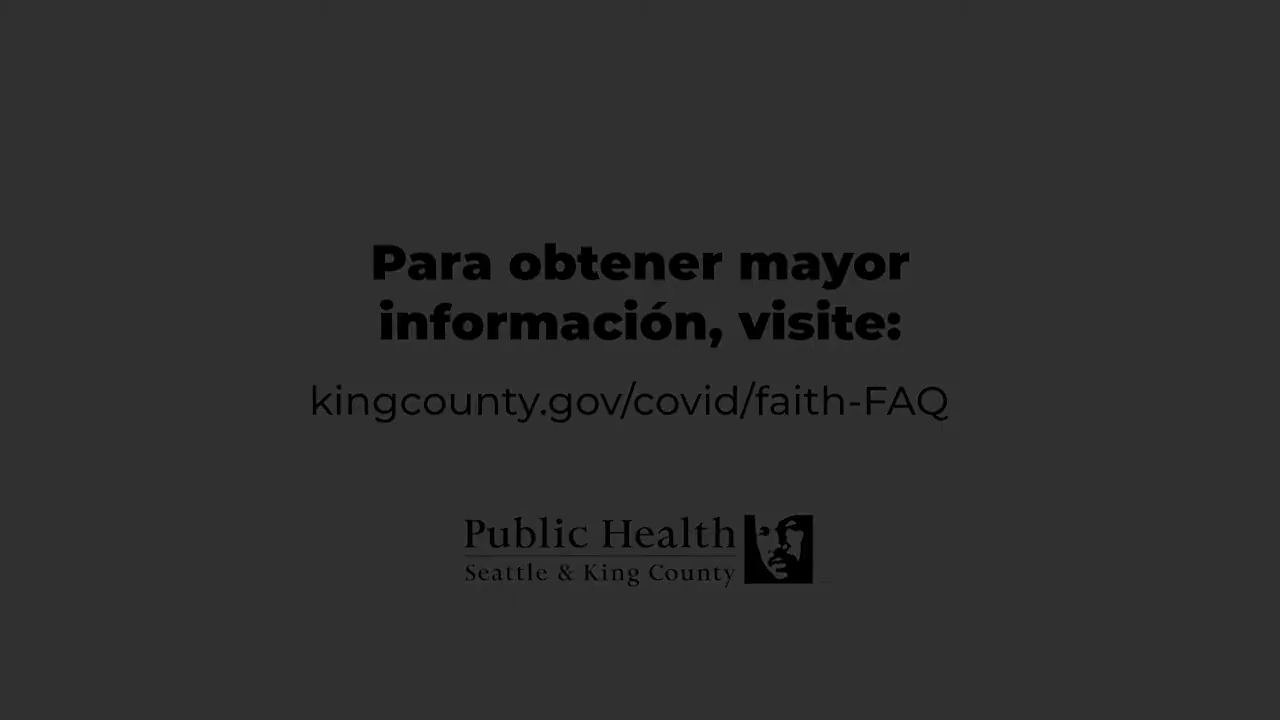 Para obtener mayor
información, visite:
kingcounty.gov/covid/faith-FAQ
Public Health
Seattle & King County